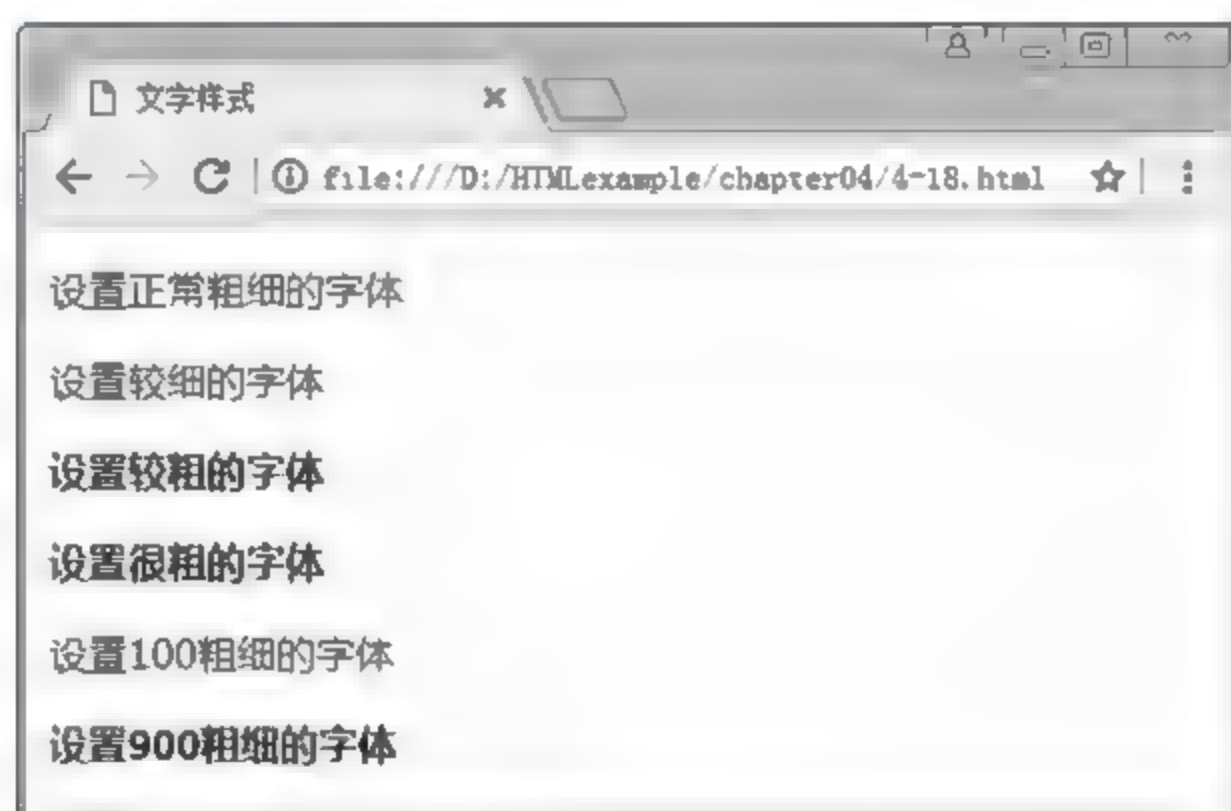 文字样式
file:///D:/HTMLexample/chapter04/4-18.html
设置正常粗细的字体
设置较细的字体
设置较粗的字体
设置很粗的字体
设置100粗细的字体
设置900粗细的字体